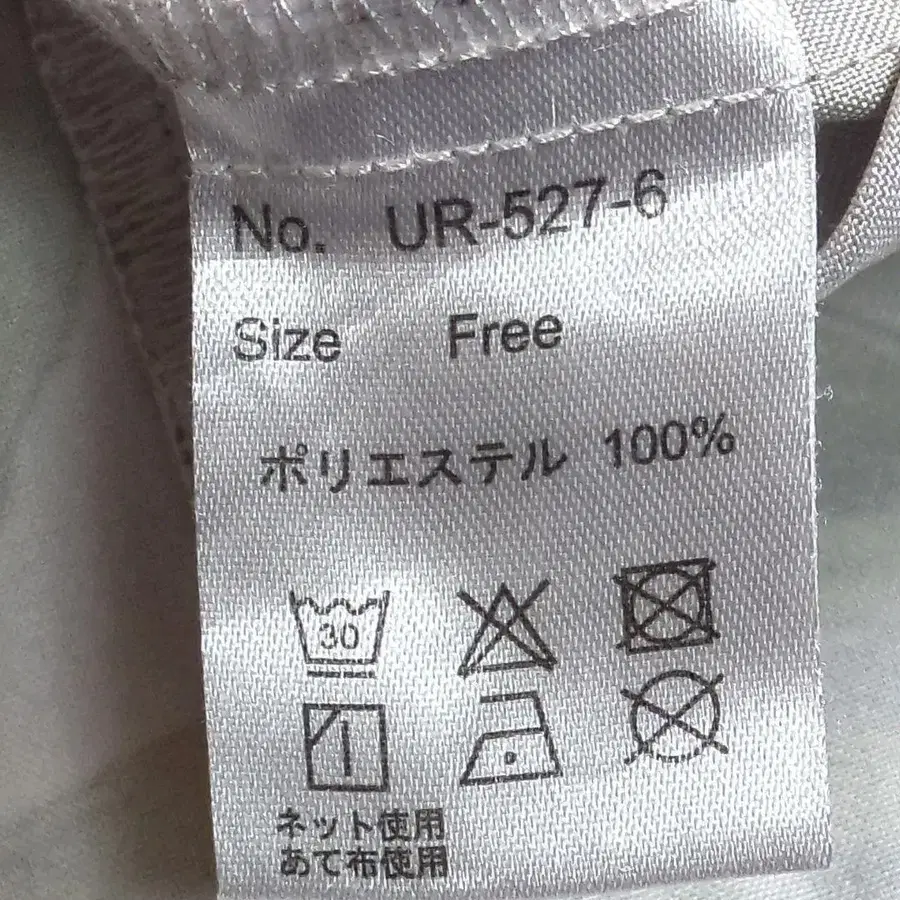 No. UR-527-6
Size Free
ポリエステル 100%
30
ネット使用
あて布使用